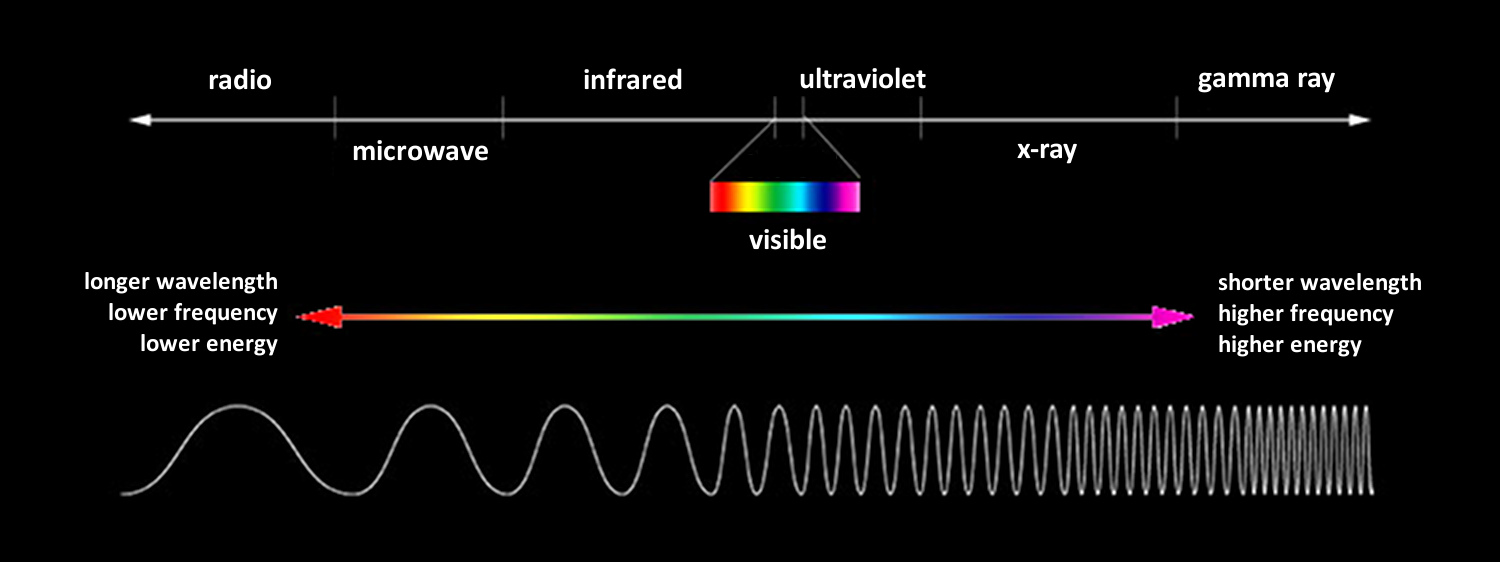 radio
infrared
ultraviolet
gamma ray
microwave
x-ray
visible
longer wavelength
lower frequency
lower energy
shorter wavelength
higher frequency
higher energy